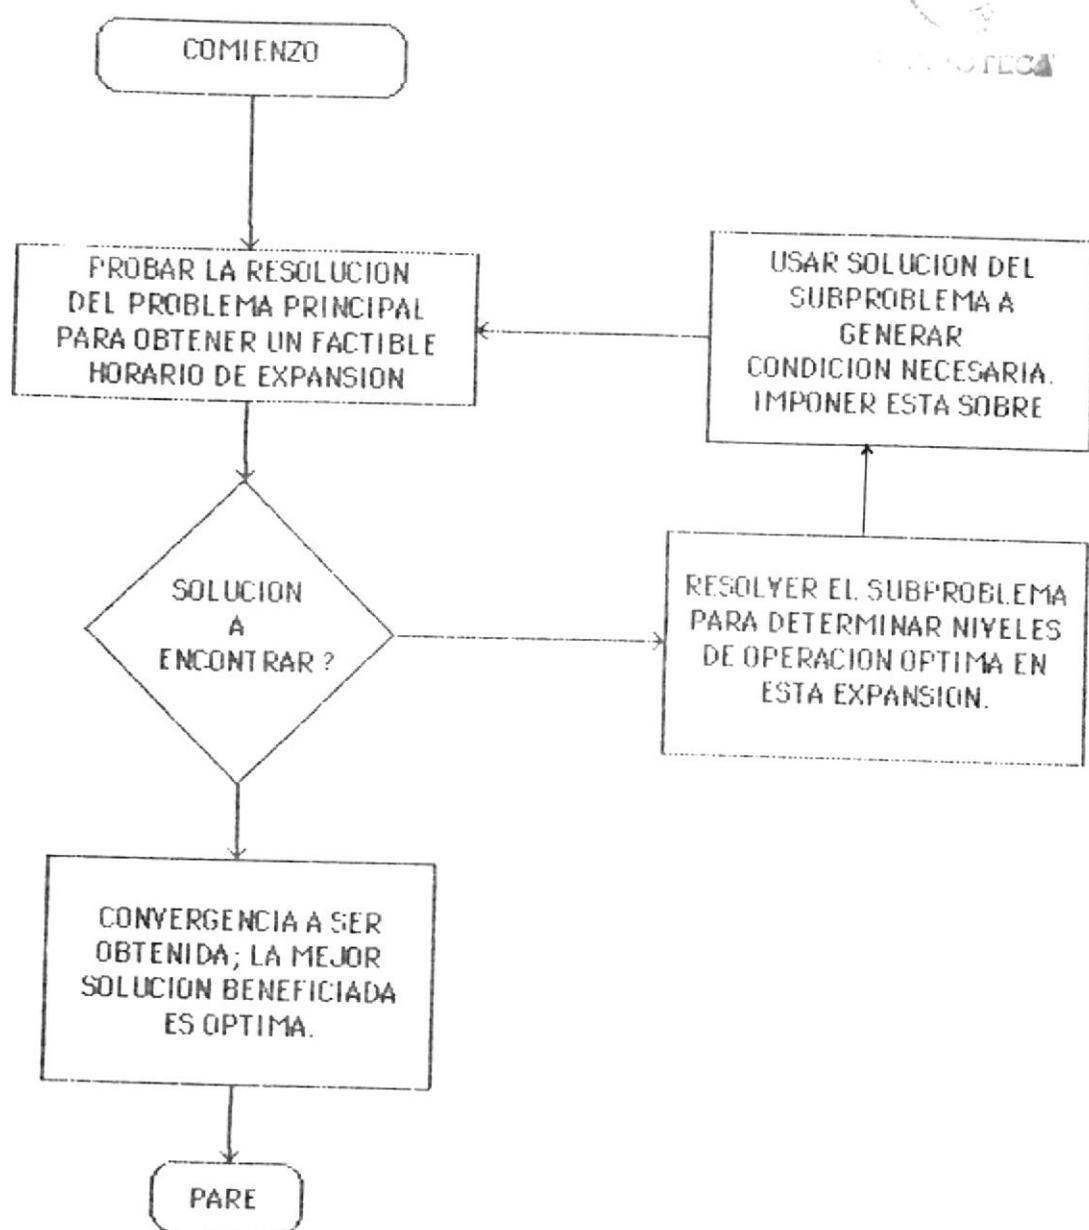 COMIENZO
PROBAR LA RESOLUCION
DEL PROBLEMA PRINCIPAL
PARA OBTENER UN FACTIBLE
HORARIO DE EXPANSION
USAR SOLUCION DEL
SUBPROBLEMA A
GENERAR
CONDICION NECESARIA.
IMPONER ESTA SOBRE
SOLUCION
A
ENCONTRAR ?
RESOLVER EL SUBPROBLEMA
PARA DETERMINAR NIVELES
DE OPERACION OPTIMA EN
ESTA EXPANSION.
CONVERGENCIA A SER
OBTENIDA; LA MEJOR
SOLUCION BENEFICIADA
ES OPTIMA.
PARE